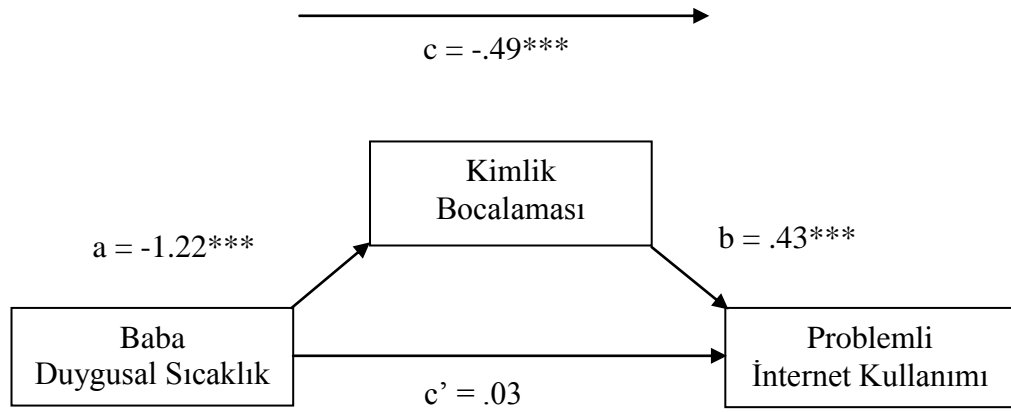 c = -.49***
Kimlik
Bocalaması
a = -1.22***
b = .43***
Baba
Duygusal Sıcaklık
Problemli
İnternet Kullanımı
c’ = .03